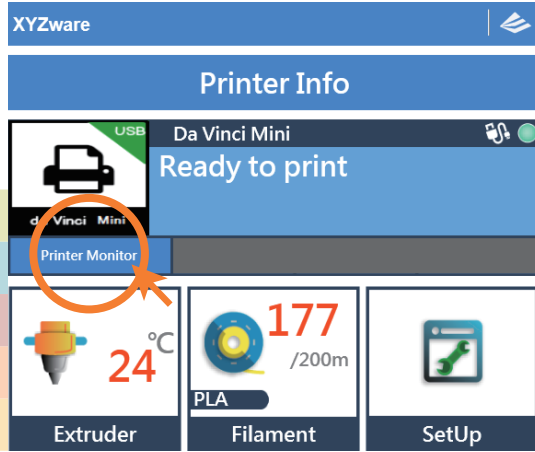 XYZware
Printer Info
USB
Da Vinci Mini
Ready to print
da Vinci Mini
Printer Monitor
24 °C
177
/200m
PLA
Extruder
Filament
SetUp